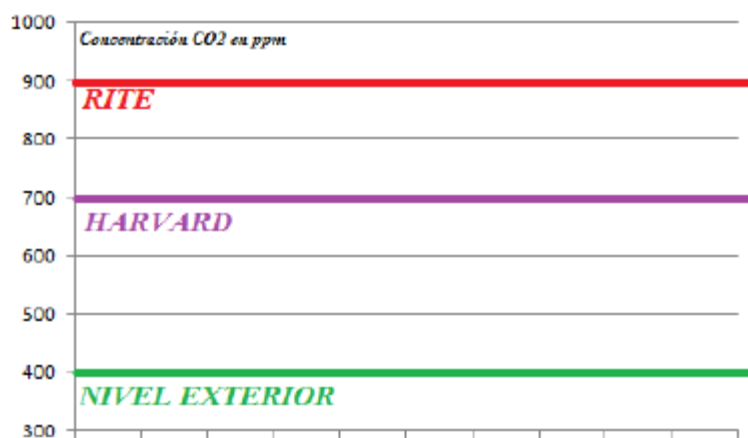 1000
Concentración CO2 en ppm
900
RITE
800
700
HARVARD
600
500
400
NIVEL EXTERIOR
300